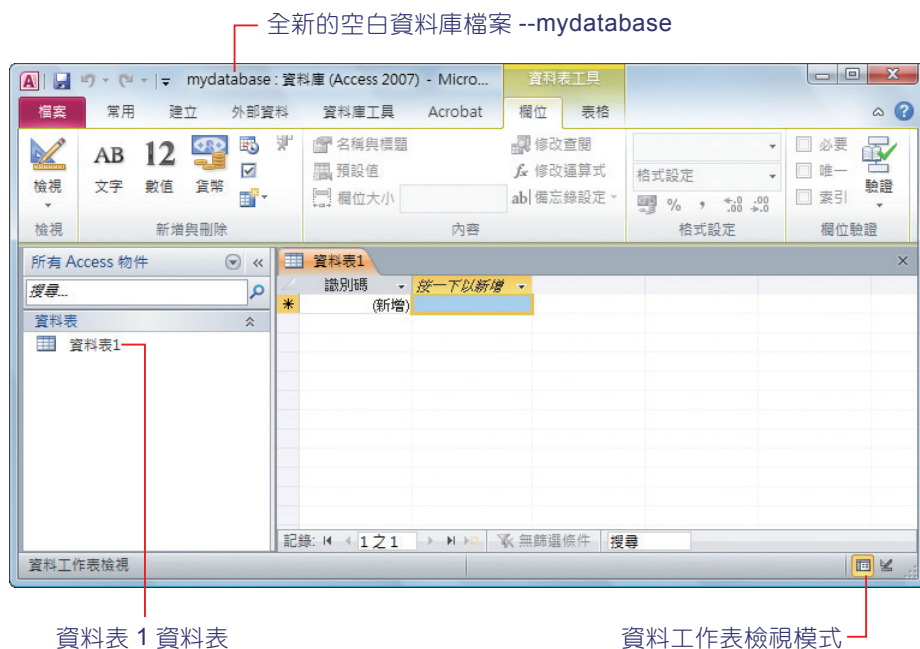 全新的空白資料庫檔案 --mydatabase
mydatabase : 資料庫 (Access 2007) - Micro...
資料表工具
檔案 常用 建立 外部資料 資料庫工具 Acrobat 欄位 表格
檢視
AB 文字
12 數值
貨幣
新增與刪除
名稱與標題
預設值
欄位大小
修改查閱
fx 修改運算式
ab| 備忘錄設定
內容
格式設定
% , .00 .00
格式設定
必要
唯一
索引
驗證
欄位驗證
檢視
所有 Access 物件 «
搜尋...
資料表
資料表1
資料表1
識別碼 按一下以新增
(新增)
記錄: 1 之 1 無篩選條件 搜尋
資料工作表檢視
資料表 1 資料表
資料工作表檢視模式